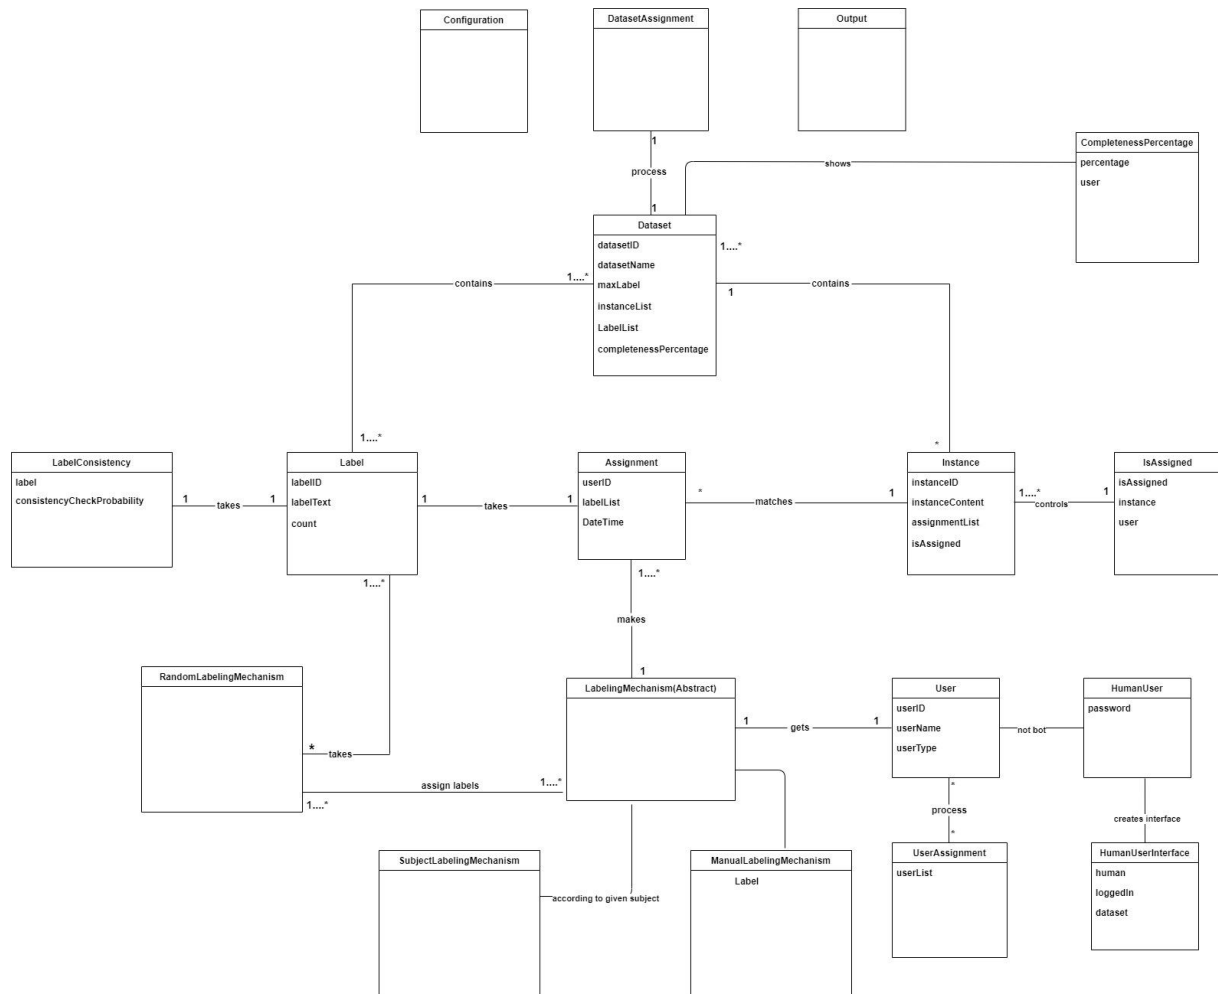 Configuration
DatasetAssignment
Output
1
process
1
shows
CompletenessPercentage
percentage
user
Dataset
datasetID
datasetName
maxLabel
instanceList
LabelList
completenessPercentage
1....*
1....*
1
contains
contains
1....*
*
LabelConsistency
label
consistencyCheckProbability
1
takes
1
Label
labelID
labelText
count
1
takes
1
Assignment
userID
labelList
DateTime
*
matches
1
Instance
instanceID
instanceContent
assignmentList
isAssigned
1....*
controls
1
IsAssigned
isAssigned
instance
user
1....*
1....*
makes
1
RandomLabelingMechanism
*
takes
assign labels
1....*
1....*
LabelingMechanism(Abstract)
1
gets
1
User
userID
userName
userType
not bot
HumanUser
password
*
process
*
creates interface
SubjectLabelingMechanism
according to given subject
ManualLabelingMechanism
Label
UserAssignment
userList
HumanUserInterface
human
loggedIn
dataset